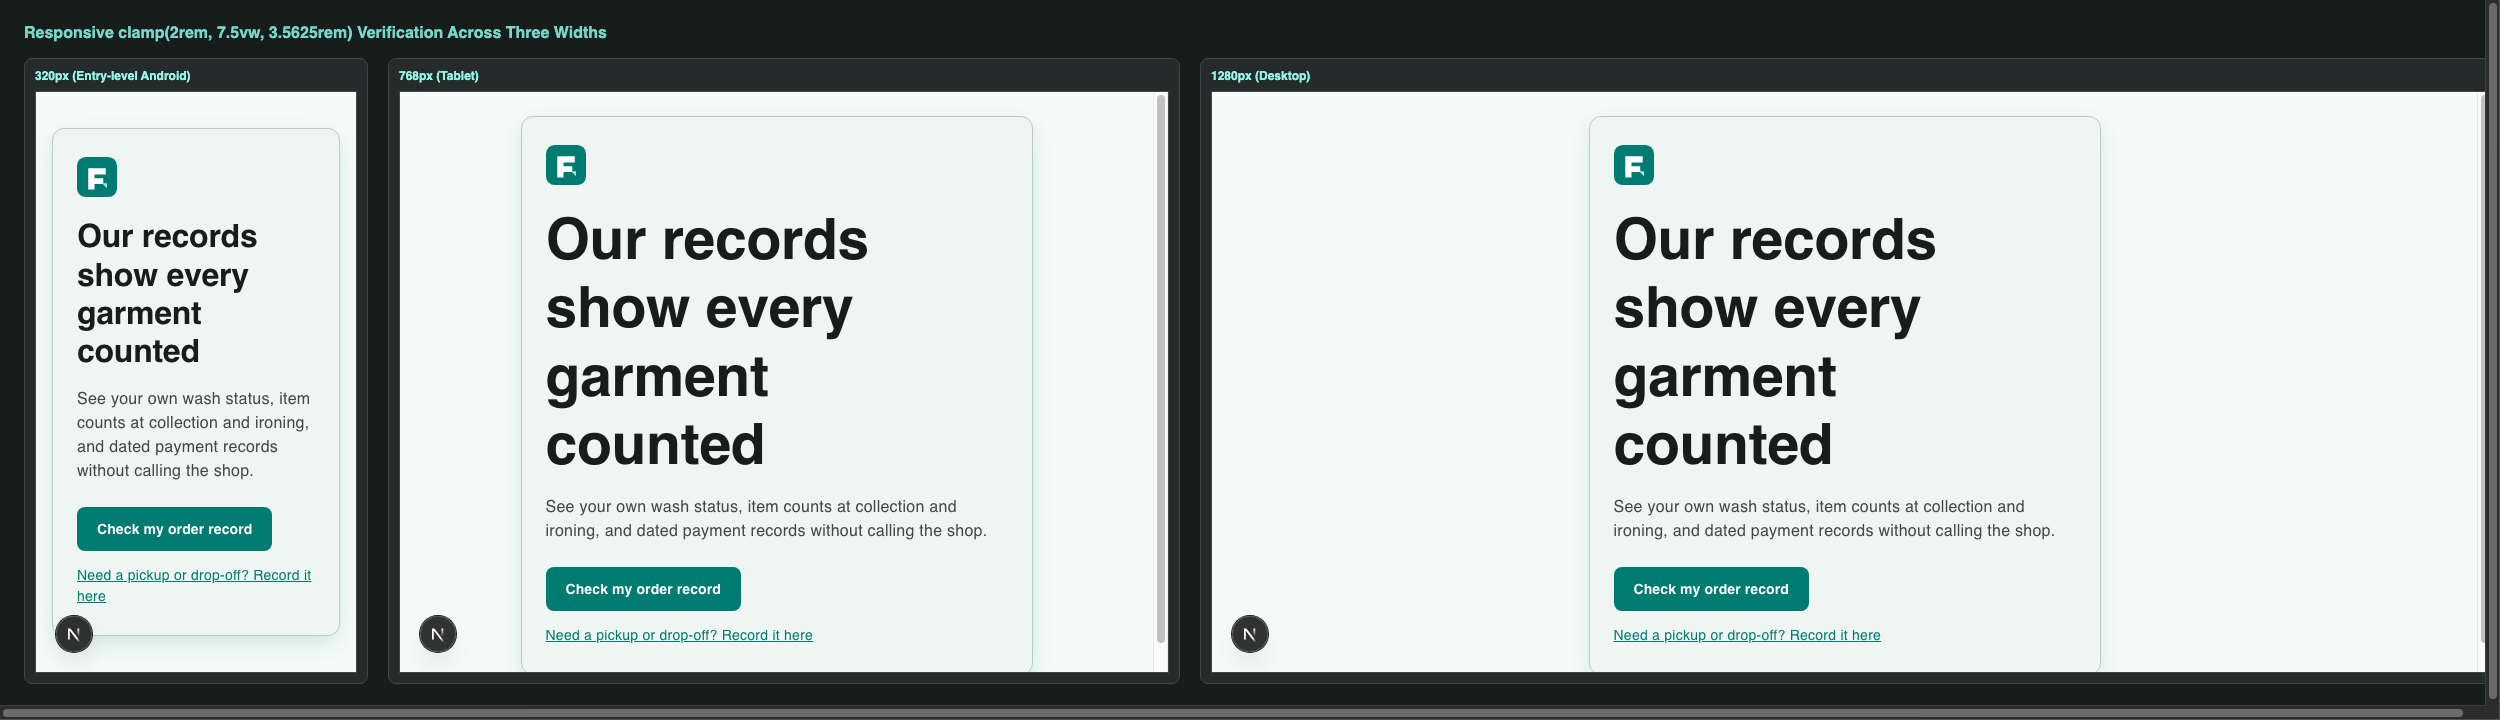 Responsive clamp(2rem, 7.5vw, 3.5625rem) Verification Across Three Widths
320px (Entry-level Android)
F
Our records
show every
garment
counted
See your own wash status, item
counts at collection and ironing,
and dated payment records
without calling the shop.
Check my order record
Need a pickup or drop-off? Record it
here
N
768px (Tablet)
F
Our records
show every
garment
counted
See your own wash status, item counts at collection and
ironing, and dated payment records without calling the shop.
Check my order record
Need a pickup or drop-off? Record it here
N
1280px (Desktop)
F
Our records
show every
garment
counted
See your own wash status, item counts at collection and
ironing, and dated payment records without calling the shop.
Check my order record
Need a pickup or drop-off? Record it here
N